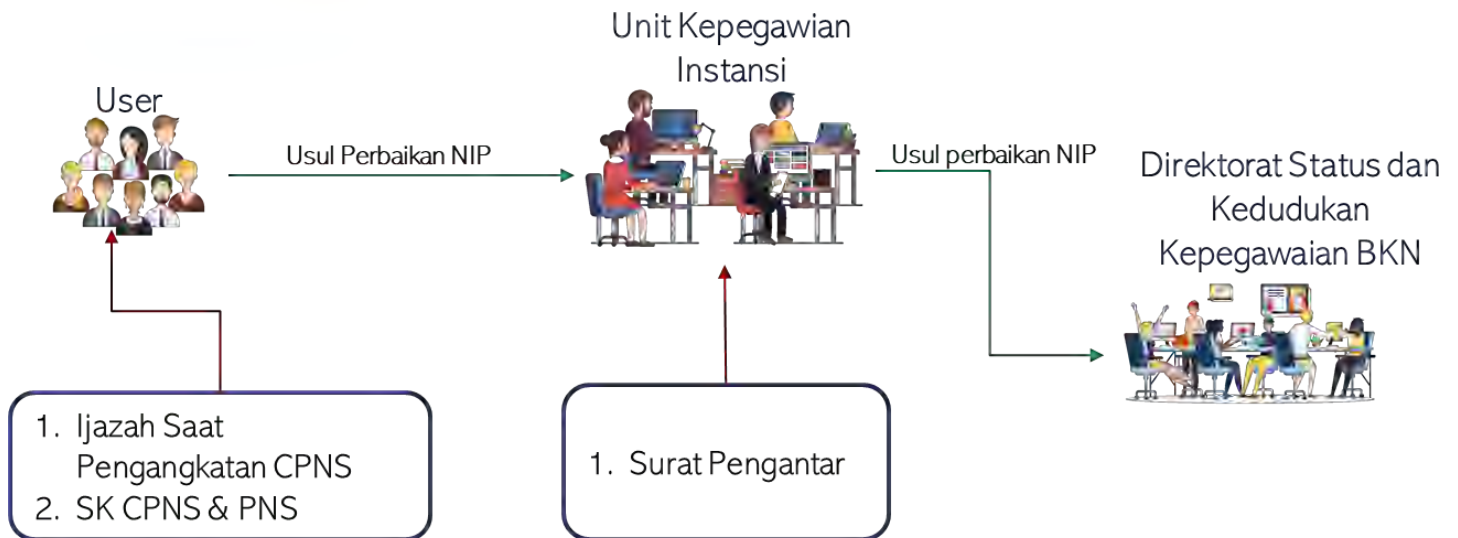 Unit Kepegawian
Instansi
User
Usul Perbaikan NIP
Usul perbaikan NIP
Direktorat Status dan
Kedudukan
Kepegawaian BKN
1. Ijazah Saat
Pengangkatan CPNS
2. SK CPNS & PNS
1. Surat Pengantar